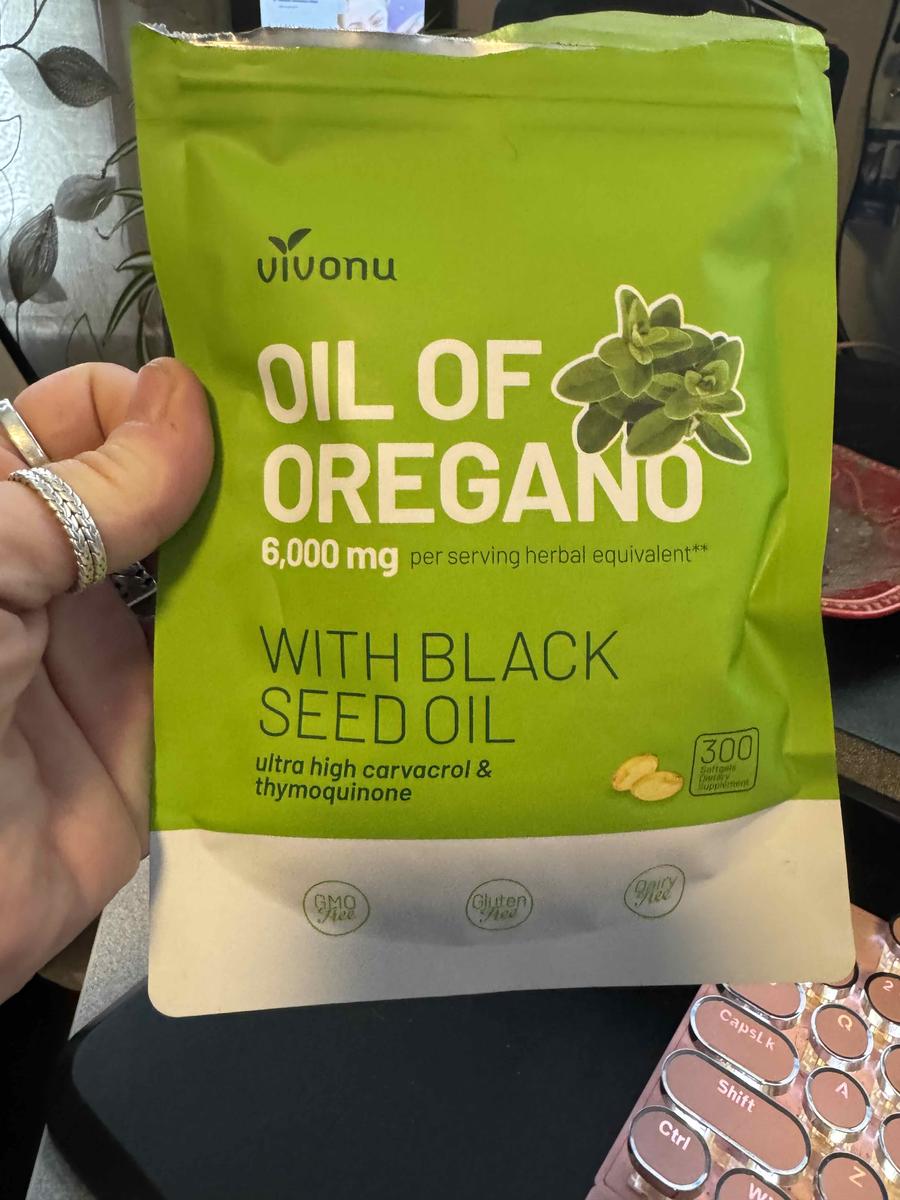 vivonu
OIL OF
OREGANO
6,000 mg per serving herbal equivalent**
WITH BLACK
SEED OIL
ultra high carvacrol &
thymoquinone
300
Softgels
Dietary
Supplement
GMO
Free
Gluten
Free
Dairy
Free
CapsLk
Q
2
Shift
A
Ctrl
Z